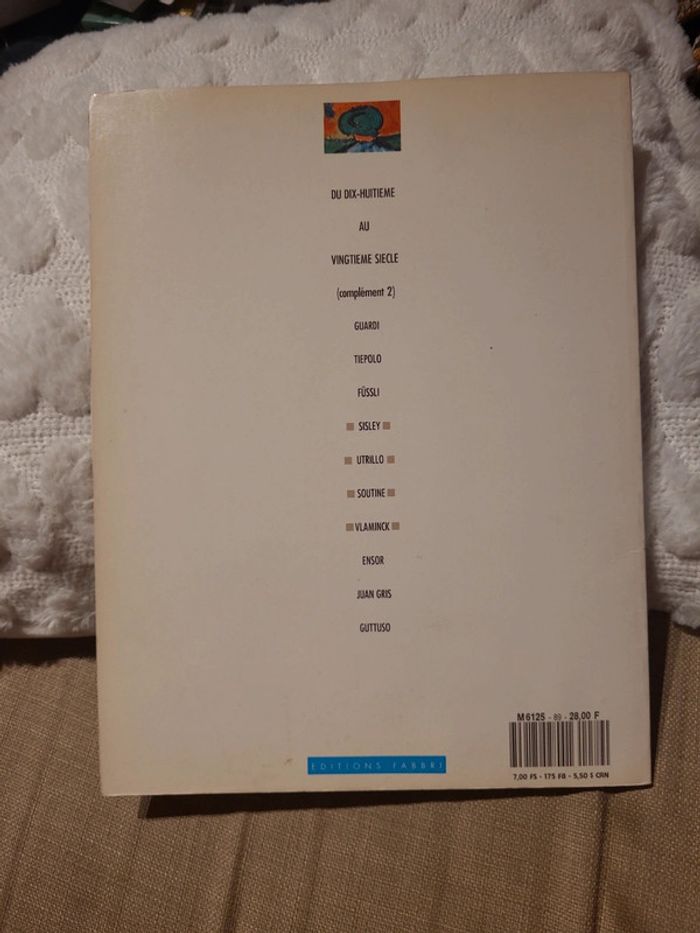 DU DIX-HUITIEME
AU
VINGTIEME SIECLE
(complément 2)
GUARDI
TIEPOLO
FÜSSLI
SISLEY
UTRILLO
SOUTINE
VLAMINCK
ENSOR
JUAN GRIS
GUTTUSO
M 6125 - 89 - 28,00 F
EDITIONS FABBRI
7,00 FS - 175 FB - 5,50 $ CRN